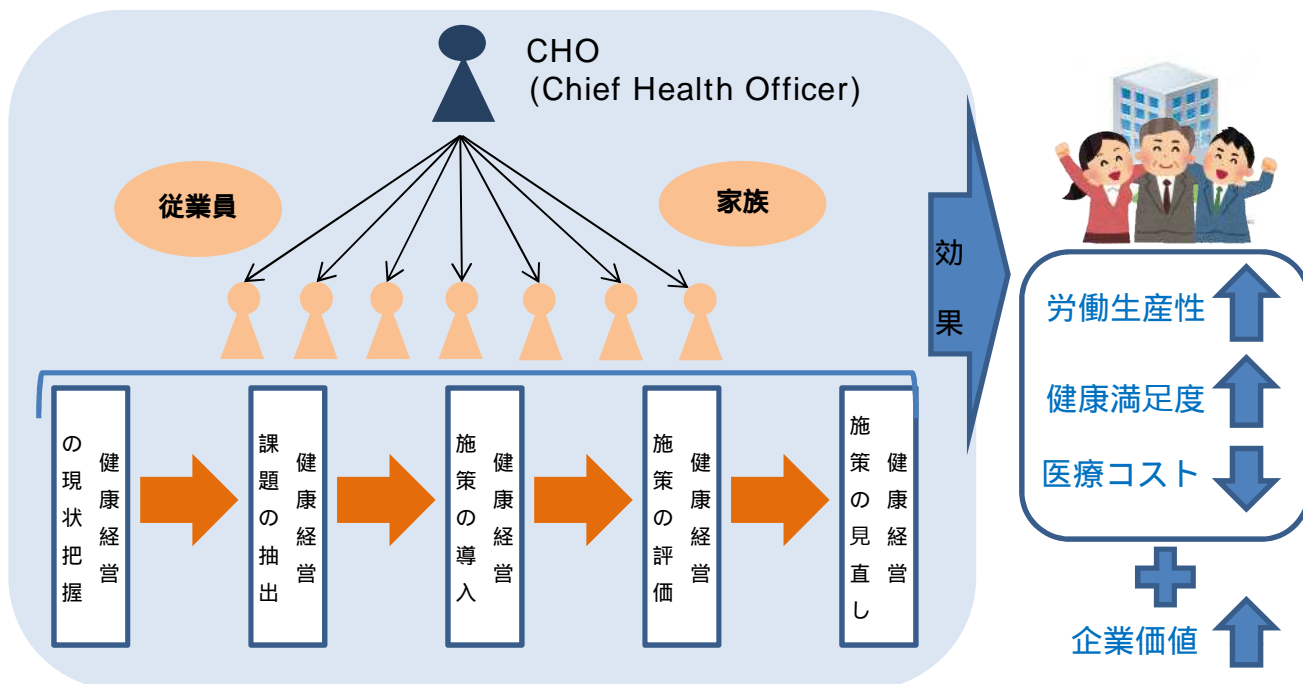 CHO
(Chief Health Officer)
従業員
家族
健康経営
の現状把握
健康経営
課題の抽出
健康経営
施策の導入
健康経営
施策の評価
健康経営
施策の見直し
効果
労働生産性
健康満足度
医療コスト
企業価値